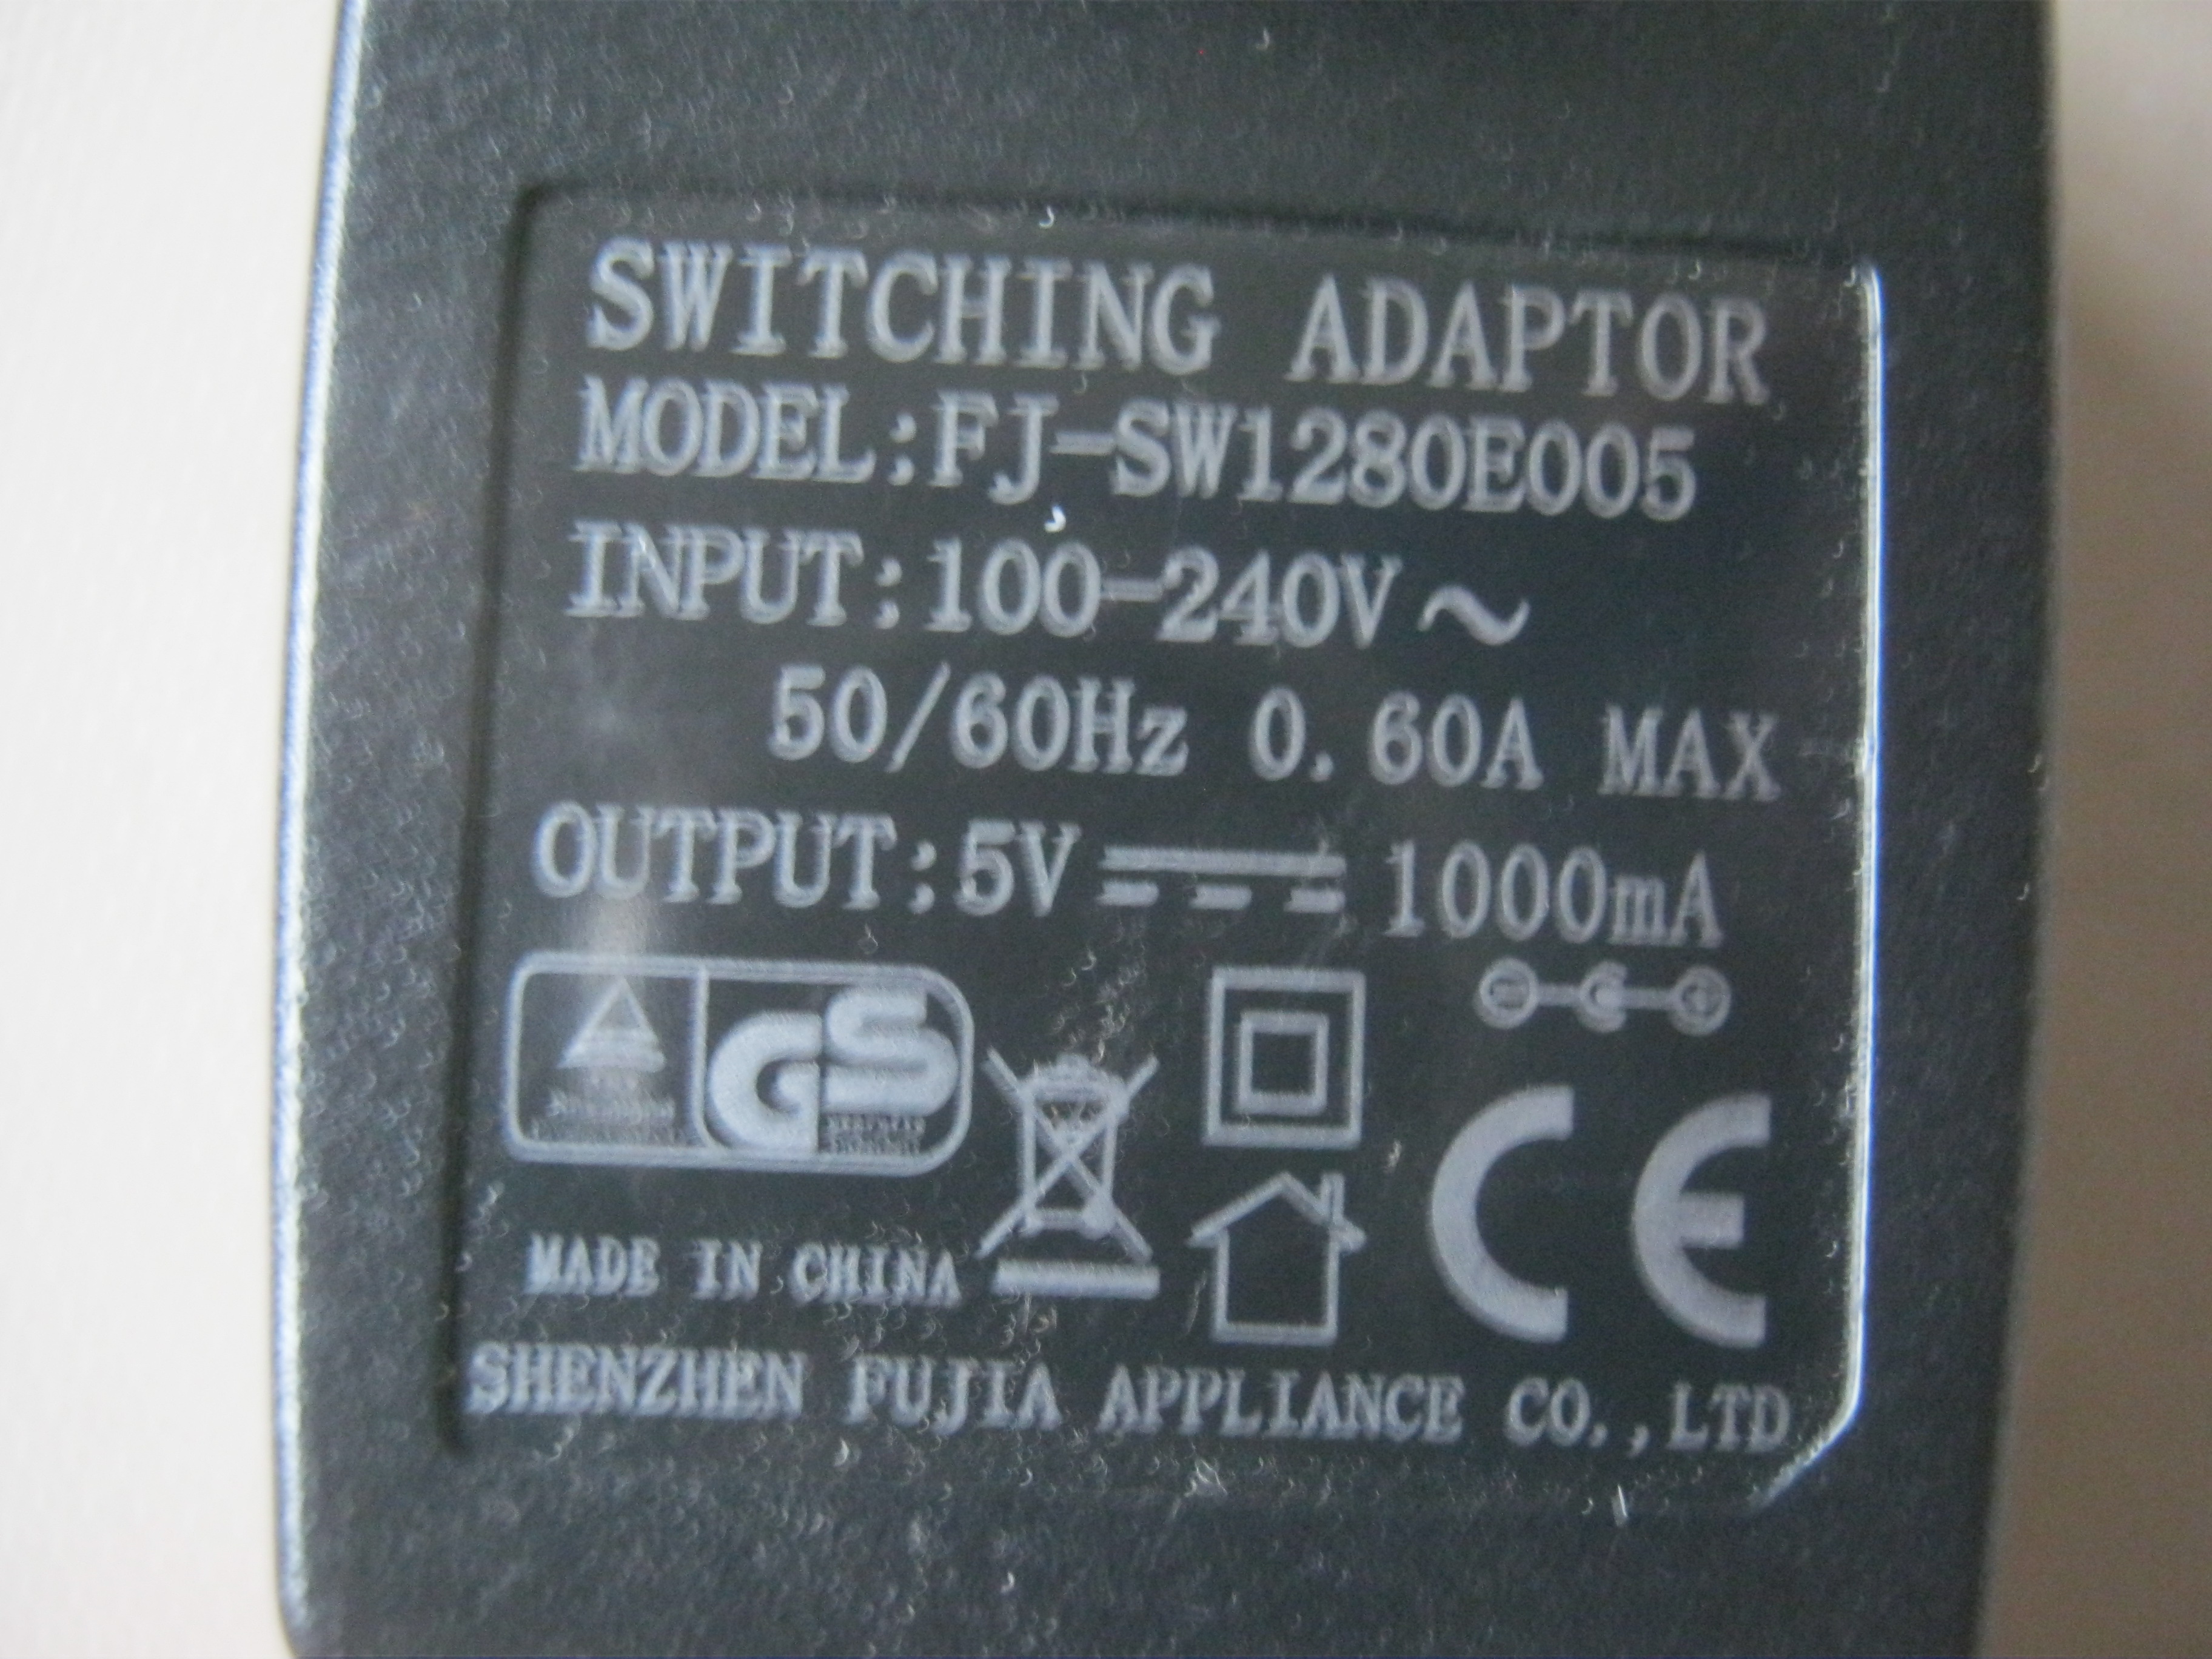 SWITCHING ADAPTOR
MODEL:FJ-SW1280E005
INPUT:100-240V~
50/60Hz 0.60A MAX
OUTPUT:5V⎓1000mA
GS
CE
MADE IN CHINA
SHENZHEN FUJIA APPLIANCE CO.,LTD